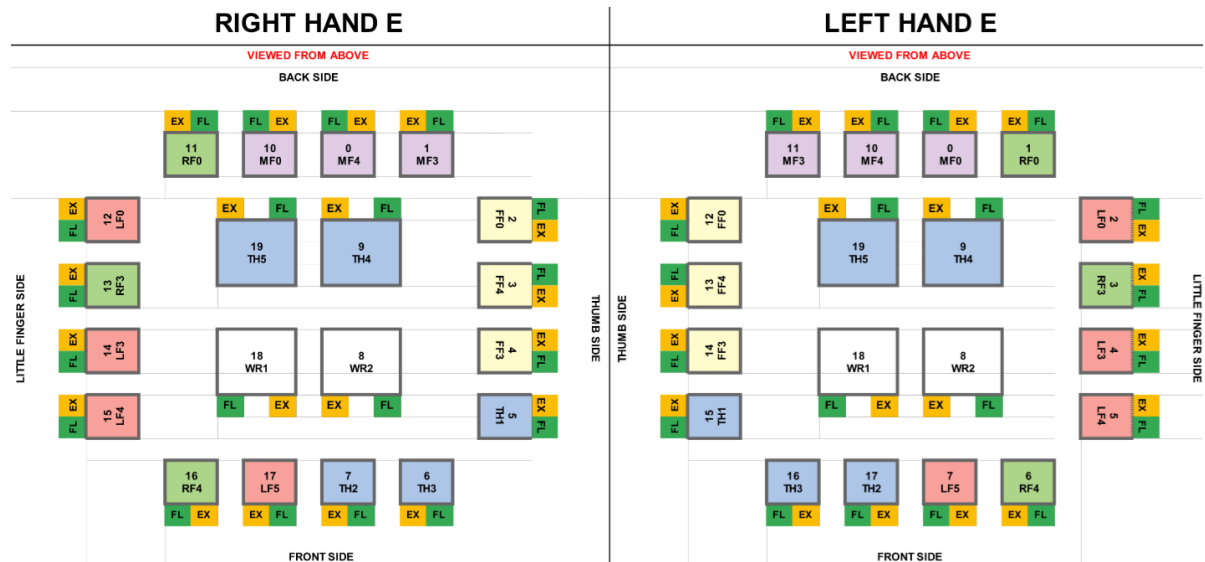 RIGHT HAND E
VIEWED FROM ABOVE
BACK SIDE
EX FL FL EX FL EX EX FL
11 10 0 1
RF0 MF0 MF4 MF3
LITTLE FINGER SIDE
EX FL
12
LF0
EX FL
13
RF3
EX FL
14
LF3
EX FL
15
LF4
EX FL EX FL
19 9
TH5 TH4
18 8
WR1 WR2
FL EX EX FL
2
FF0
FL EX
3
FF4
FL EX
4
FF3
EX FL
5
TH1
EX FL
THUMB SIDE
16 17 7 6
RF4 LF5 TH2 TH3
FL EX EX FL EX FL EX FL
FRONT SIDE
LEFT HAND E
VIEWED FROM ABOVE
BACK SIDE
FL EX EX FL FL EX FL EX
11 10 0 1
MF3 MF4 MF0 RF0
THUMB SIDE
EX FL
12
FF0
FL EX
13
FF4
EX FL
14
FF3
EX FL
15
TH1
EX FL EX FL
19 9
TH5 TH4
18 8
WR1 WR2
FL EX EX FL
2
LF0
FL EX
3
RF3
EX FL
4
LF3
EX FL
5
LF4
EX FL
LITTLE FINGER SIDE
16 17 7 6
TH3 TH2 LF5 RF4
FL EX FL EX FL EX EX FL
FRONT SIDE